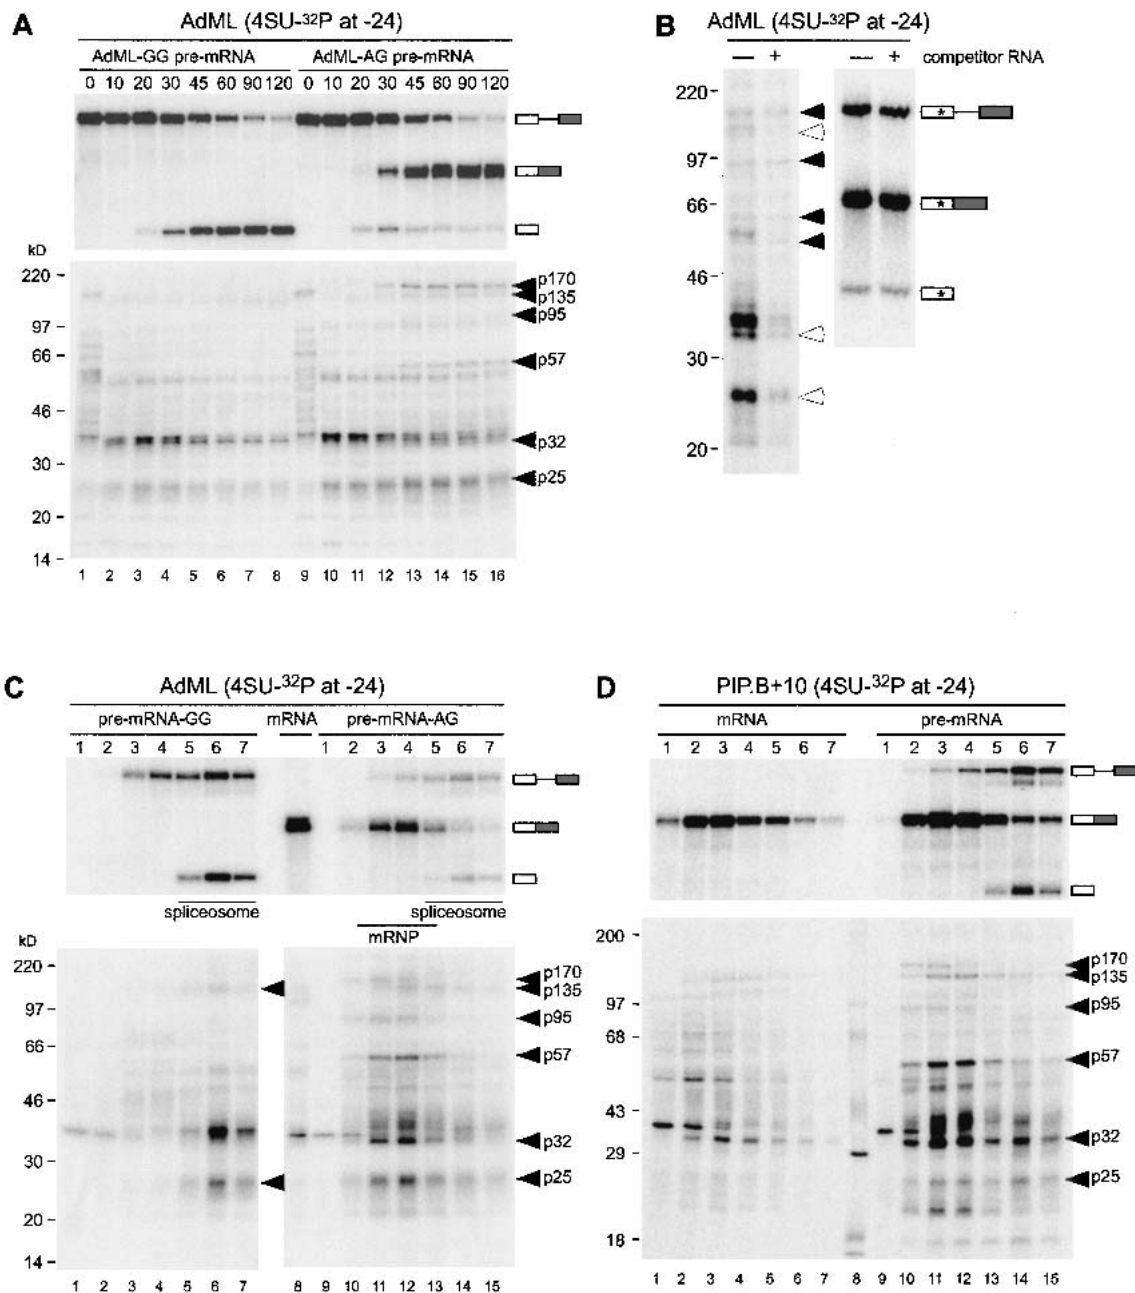 A
AdML (4SU-32P at -24)
AdML-GG pre-mRNA AdML-AG pre-mRNA
0 10 20 30 45 60 90 120 0 10 20 30 45 60 90 120
kD
220
97
66
46
30
20
14
p170
p135
p95
p57
p32
p25
1 2 3 4 5 6 7 8 9 10 11 12 13 14 15 16
B
AdML (4SU-32P at -24)
— + — + competitor RNA
220
97
66
46
30
20
*
*
*
C
AdML (4SU-32P at -24)
pre-mRNA-GG mRNA pre-mRNA-AG
1 2 3 4 5 6 7 1 2 3 4 5 6 7
spliceosome spliceosome
mRNP
kD
220
97
66
46
30
20
14
p170
p135
p95
p57
p32
p25
1 2 3 4 5 6 7 8 9 10 11 12 13 14 15
D
PIP.B+10 (4SU-32P at -24)
mRNA pre-mRNA
1 2 3 4 5 6 7 1 2 3 4 5 6 7
200
97
68
43
29
18
p170
p135
p95
p57
p32
p25
1 2 3 4 5 6 7 8 9 10 11 12 13 14 15